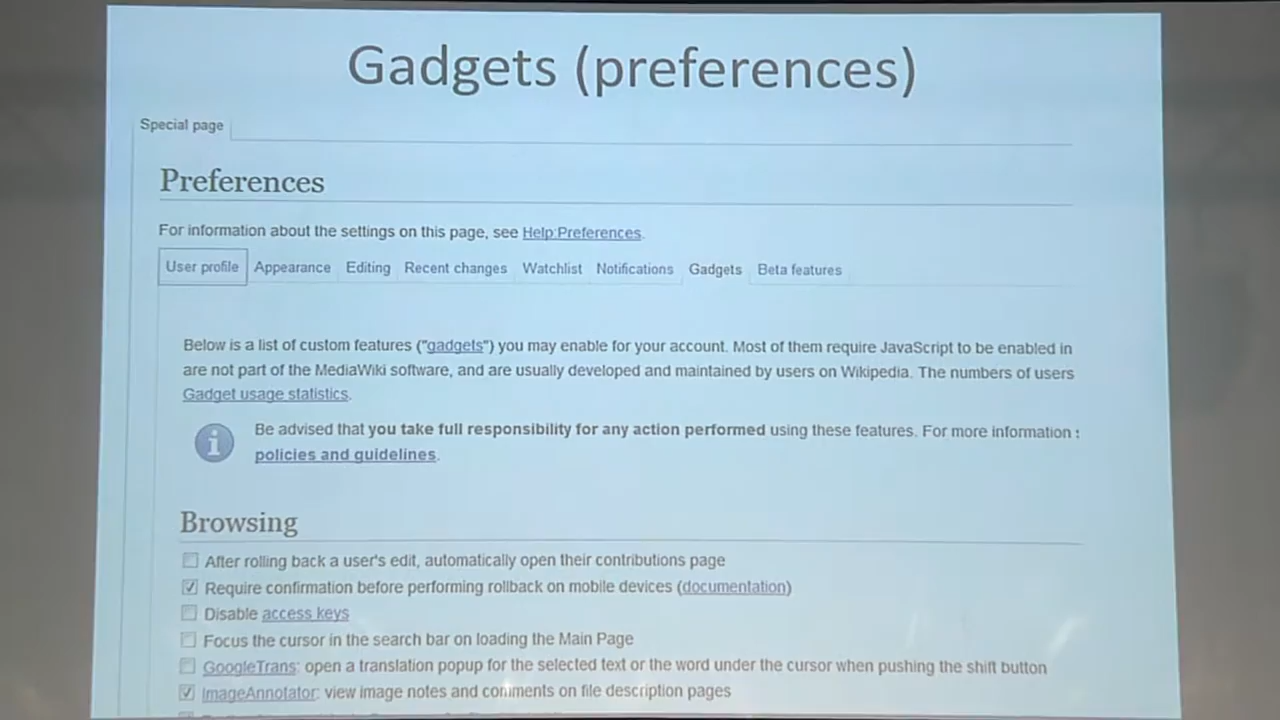 Gadgets (preferences)
Special page
Preferences
For information about the settings on this page, see Help:Preferences.
User profile Appearance Editing Recent changes Watchlist Notifications Gadgets Beta features
Below is a list of custom features ("gadgets") you may enable for your account. Most of them require JavaScript to be enabled in
are not part of the MediaWiki software, and are usually developed and maintained by users on Wikipedia. The numbers of users
Gadget usage statistics.
Be advised that you take full responsibility for any action performed using these features. For more information
policies and guidelines.
Browsing
After rolling back a user's edit, automatically open their contributions page
Require confirmation before performing rollback on mobile devices (documentation)
Disable access keys
Focus the cursor in the search bar on loading the Main Page
GoogleTrans: open a translation popup for the selected text or the word under the cursor when pushing the shift button
ImageAnnotator: view image notes and comments on file description pages